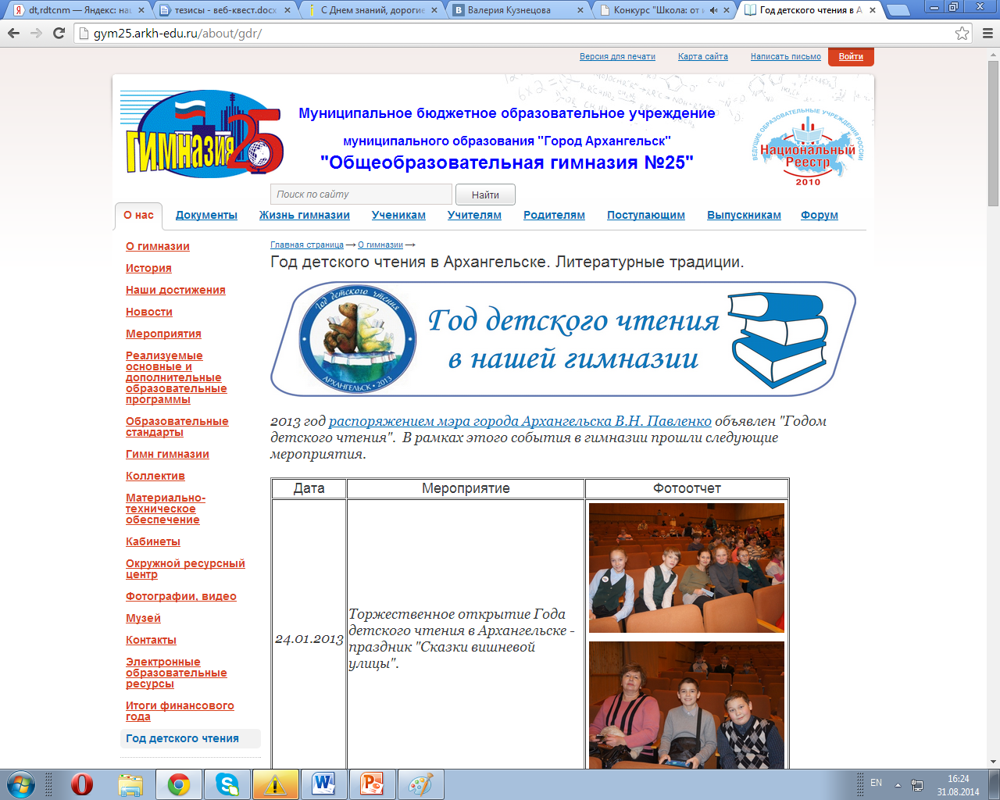 dt,rdtcnm — Яндекс: на
тезисы - веб-квест.docx
С Днем знаний, дорогие
Валерия Кузнецова
Конкурс "Школа: от
Год детского чтения в А
gym25.arkh-edu.ru/about/gdr/
Версия для печати
Карта сайта
Написать письмо
Войти
ГИМНАЗИЯ 25
Муниципальное бюджетное образовательное учреждение
муниципального образования "Город Архангельск"
"Общеобразовательная гимназия №25"
ВЕДУЩИЕ ОБРАЗОВАТЕЛЬНЫЕ УЧРЕЖДЕНИЯ РОССИИ
Национальный
Реестр
2010
Поиск по сайту
Найти
О нас
Документы
Жизнь гимназии
Ученикам
Учителям
Родителям
Поступающим
Выпускникам
Форум
О гимназии
История
Наши достижения
Новости
Мероприятия
Реализуемые
основные и
дополнительные
образовательные
программы
Образовательные
стандарты
Гимн гимназии
Коллектив
Материально-
техническое
обеспечение
Кабинеты
Окружной ресурсный
центр
Фотографии, видео
Музей
Контакты
Электронные
образовательные
ресурсы
Итоги финансового
года
Год детского чтения
Главная страница → О гимназии →
Год детского чтения в Архангельске. Литературные традиции.
Год детского чтения
АРХАНГЕЛЬСК • 2013
Год детского чтения
в нашей гимназии
2013 год распоряжением мэра города Архангельска В.Н. Павленко объявлен "Годом
детского чтения".  В рамках этого события в гимназии прошли следующие
мероприятия.
Дата
Мероприятие
Фотоотчет
24.01.2013
Торжественное открытие Года
детского чтения в Архангельске -
праздник "Сказки вишневой
улицы".
EN
16:24
31.08.2014